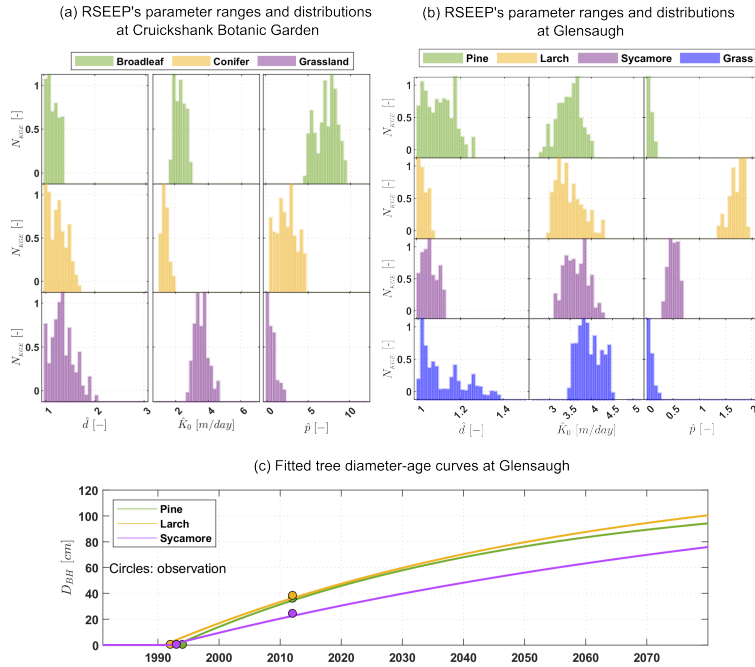 (a) RSEEP's parameter ranges and distributions
at Cruickshank Botanic Garden
Broadleaf Conifer Grassland
N_KGE [-]
1
0.5
0
N_KGE [-]
1
0.5
0
N_KGE [-]
1
0.5
0
1 2 3
2 4 6
0 5 10
d̂ [−]
K̂₀ [m/day]
p̂ [−]
(b) RSEEP's parameter ranges and distributions
at Glensaugh
Pine Larch Sycamore Grass
N_KGE [-]
1
0.5
0
N_KGE [-]
1
0.5
0
N_KGE [-]
1
0.5
0
N_KGE [-]
1
0.5
0
1 1.2 1.4
3 3.5 4 4.5 5
0 0.5 1 1.5 2
d̂ [−]
K̂₀ [m/day]
p̂ [−]
(c) Fitted tree diameter-age curves at Glensaugh
D_BH [cm]
120
100
80
60
40
20
0
Pine
Larch
Sycamore
Circles: observation
1990 2000 2010 2020 2030 2040 2050 2060 2070